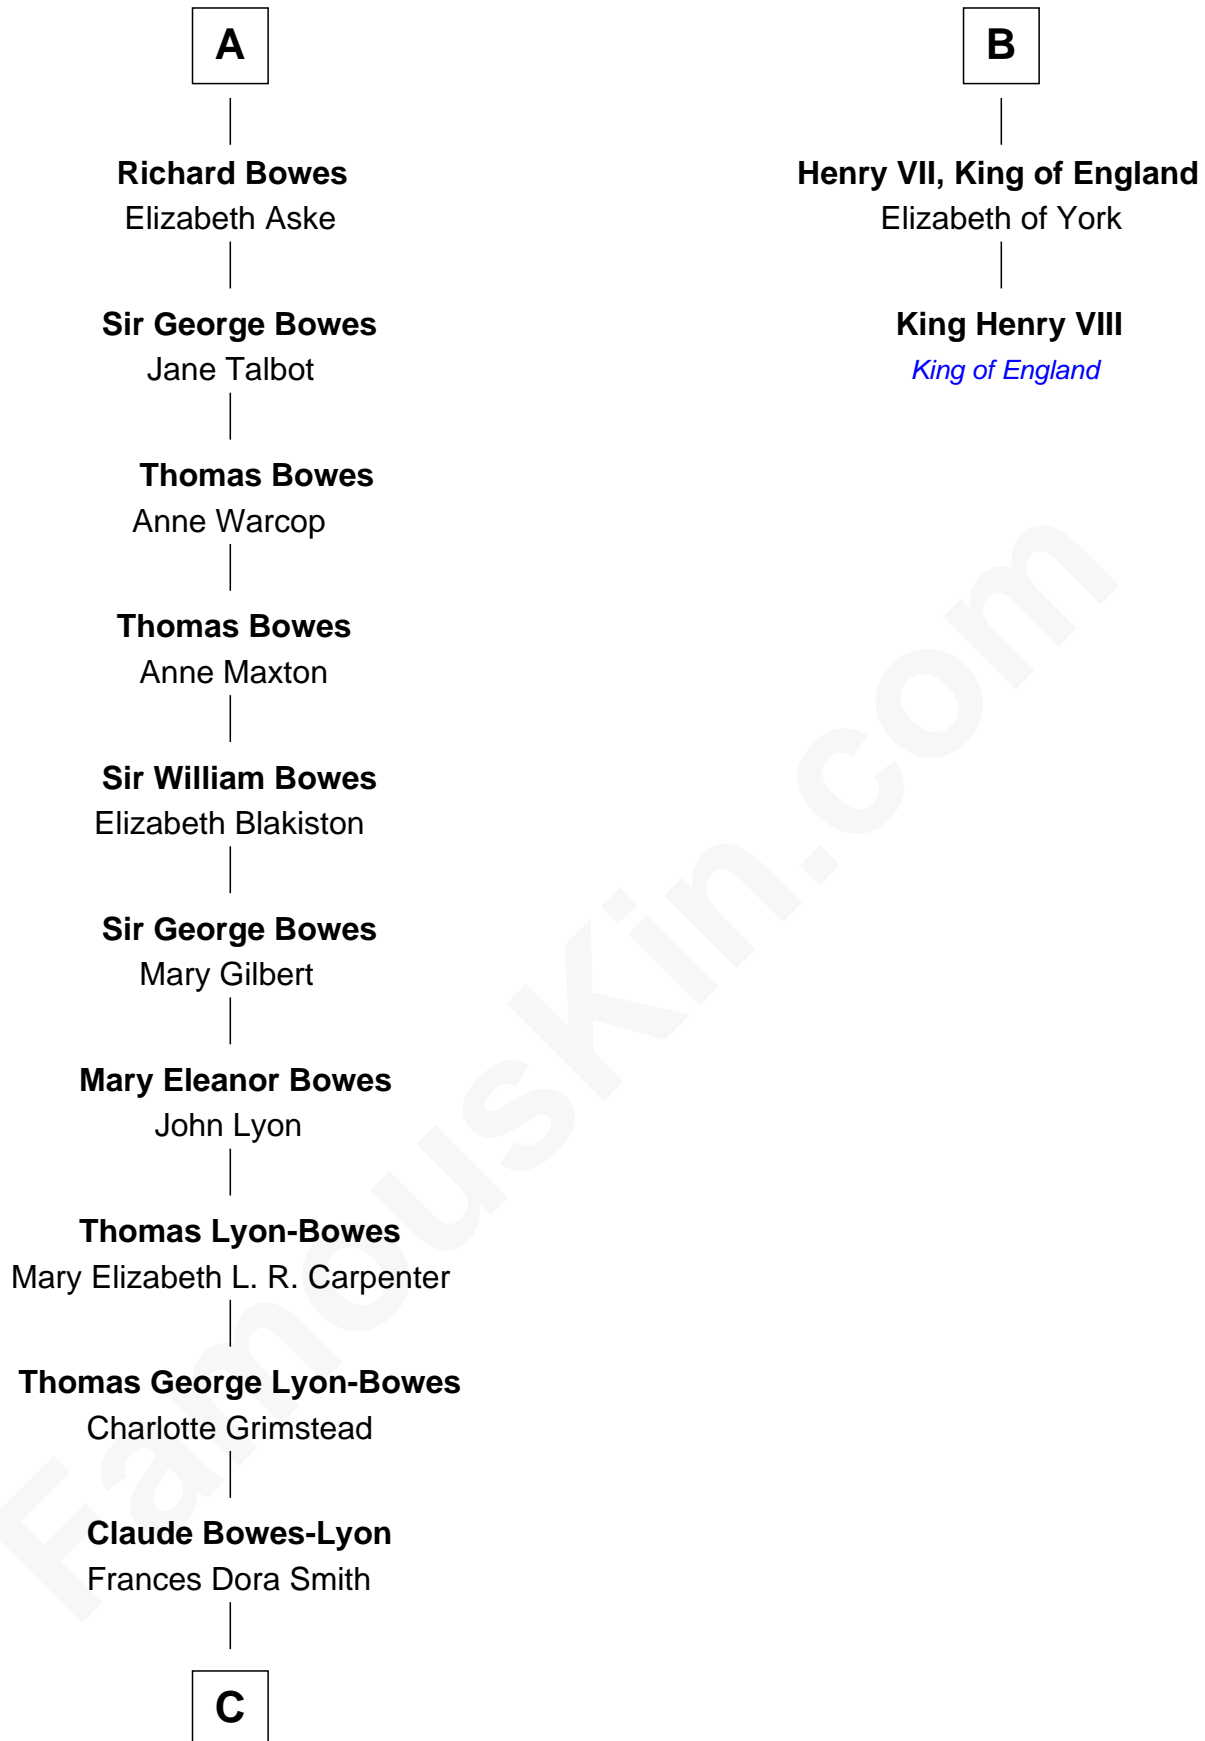 A
Richard Bowes
Elizabeth Aske
Sir George Bowes
Jane Talbot
Thomas Bowes
Anne Warcop
Thomas Bowes
Anne Maxton
Sir William Bowes
Elizabeth Blakiston
Sir George Bowes
Mary Gilbert
Mary Eleanor Bowes
John Lyon
Thomas Lyon-Bowes
Mary Elizabeth L. R. Carpenter
Thomas George Lyon-Bowes
Charlotte Grimstead
Claude Bowes-Lyon
Frances Dora Smith
C
B
Henry VII, King of England
Elizabeth of York
King Henry VIII
King of England
FamousKin.com